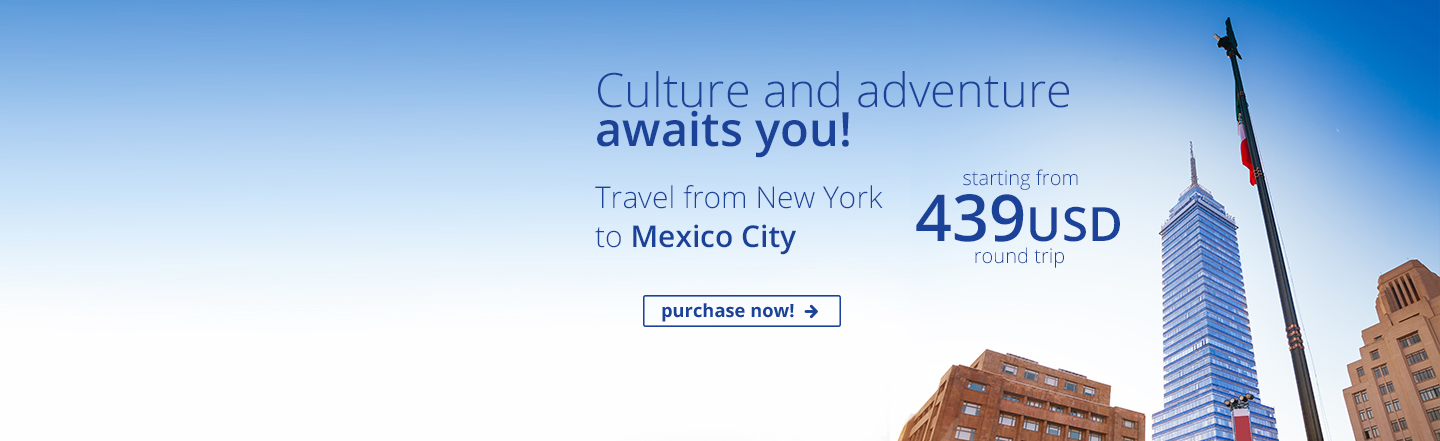 Culture and adventure
awaits you!
Travel from New York
to Mexico City
starting from
439USD
round trip
purchase now!